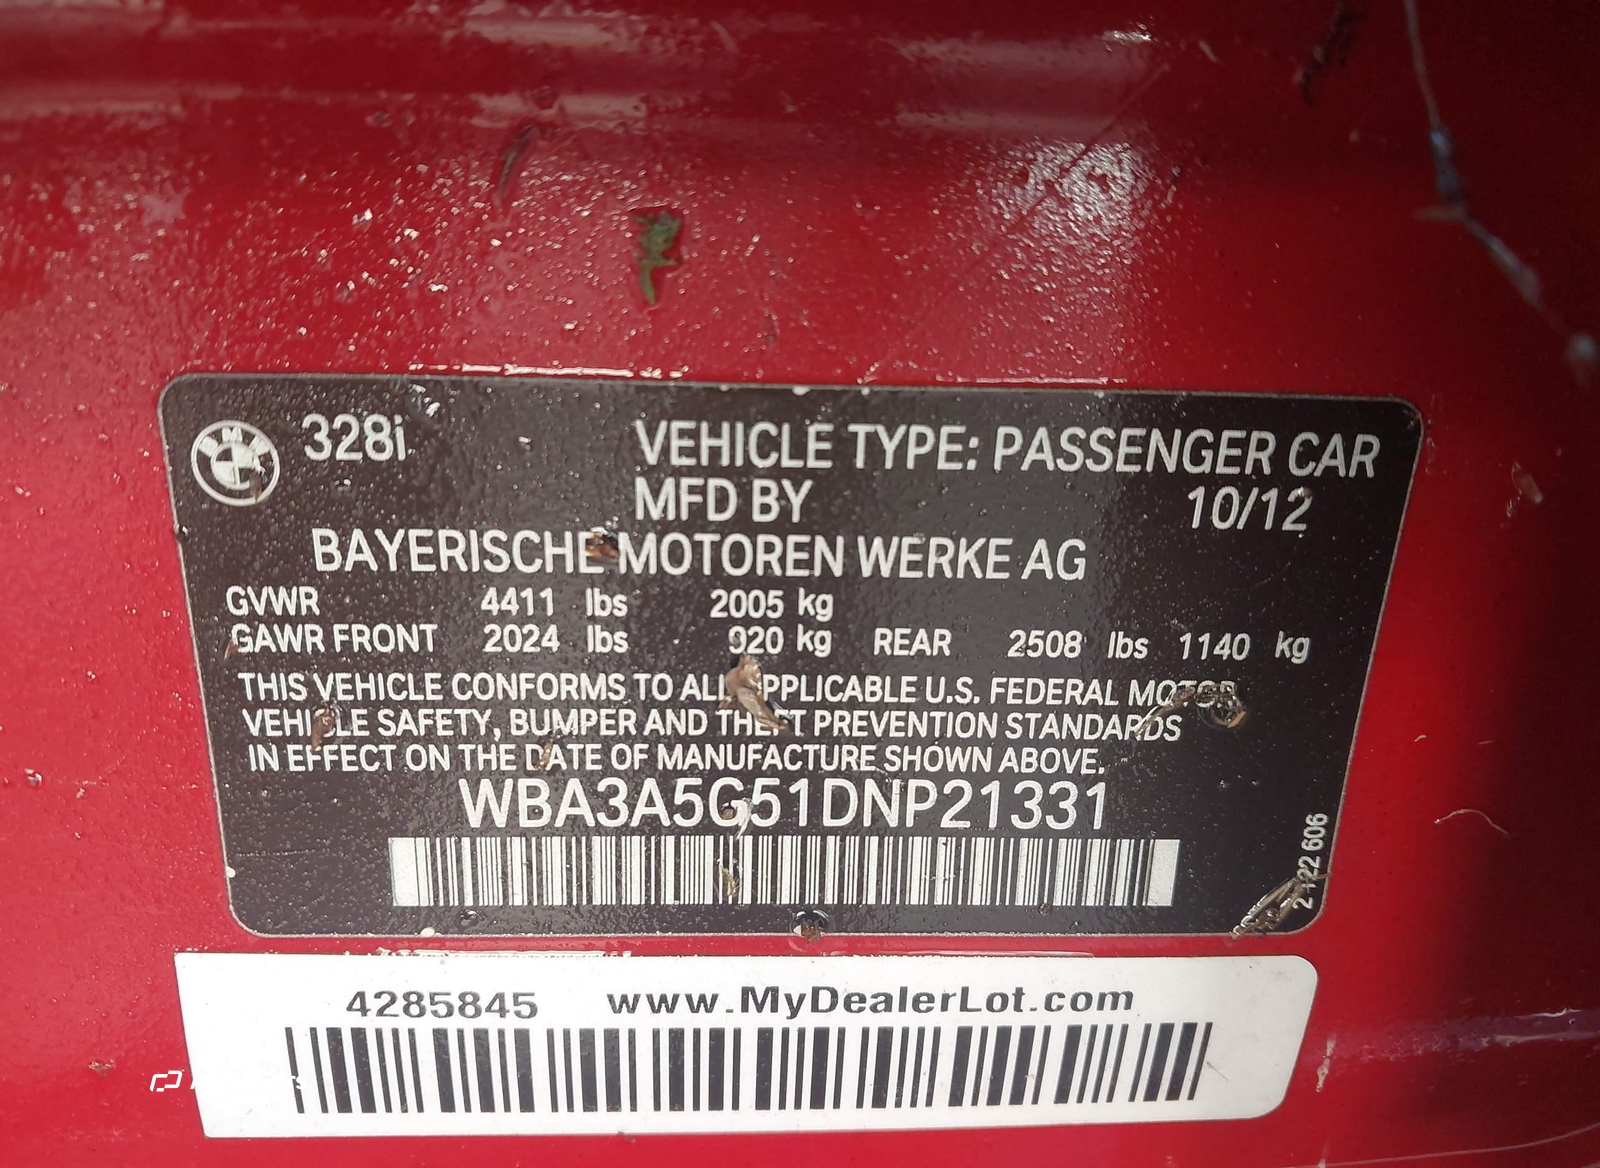 BMW 328i VEHICLE TYPE: PASSENGER CAR
MFD BY 10/12
BAYERISCHE MOTOREN WERKE AG
GVWR 4411 lbs 2005 kg
GAWR FRONT 2024 lbs 920 kg REAR 2508 lbs 1140 kg
THIS VEHICLE CONFORMS TO ALL APPLICABLE U.S. FEDERAL MOTOR
VEHICLE SAFETY, BUMPER AND THEFT PREVENTION STANDARDS
IN EFFECT ON THE DATE OF MANUFACTURE SHOWN ABOVE.
WBA3A5G51DNP21331
606
4285845 www.MyDealerLot.com